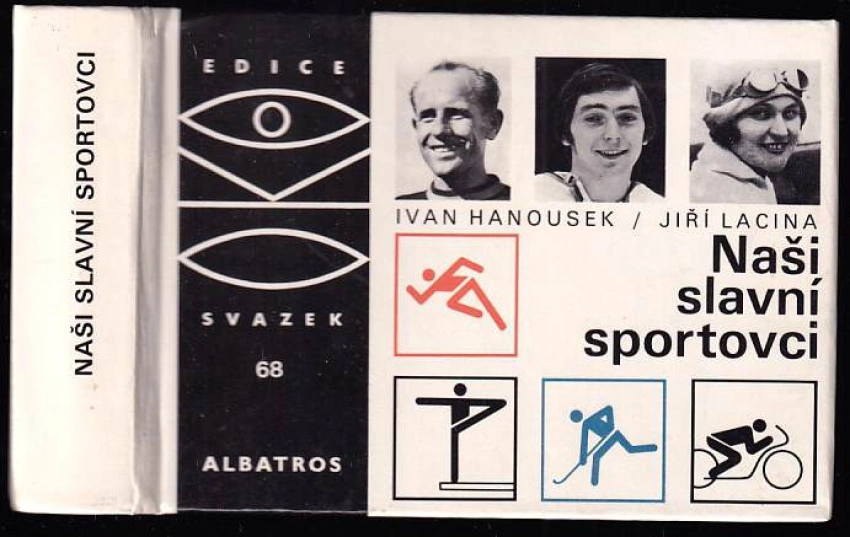 NAŠI SLAVNÍ SPORTOVCI
EDICE
SVAZEK
68
ALBATROS
IVAN HANOUSEK / JIŘÍ LACINA
Naši
slavní
sportovci